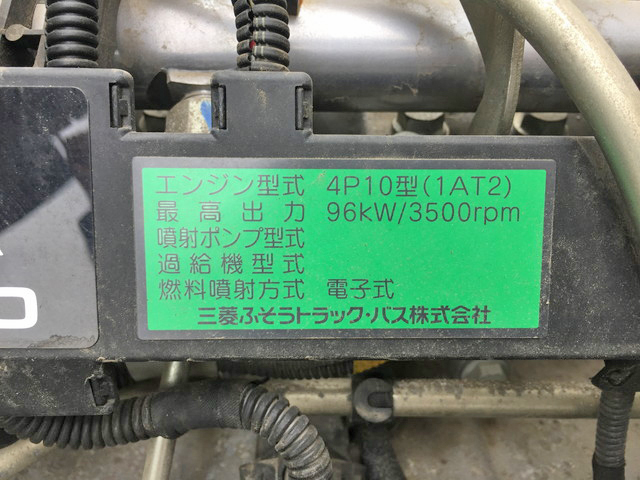 エンジン型式 4P10型(1AT2)
最高出力 96kW/3500rpm
噴射ポンプ型式
過給機型式
燃料噴射方式 電子式
三菱ふそうトラック・バス株式会社